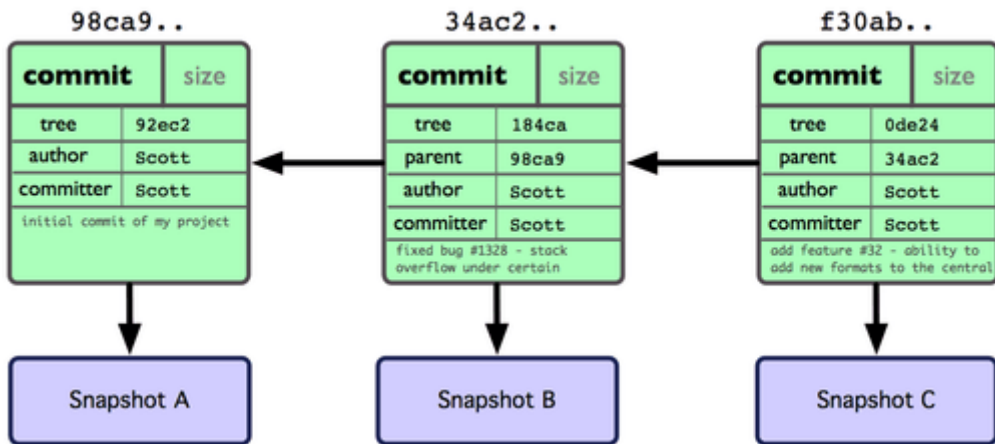 98ca9..
commit size
tree 92ec2
author Scott
committer Scott
initial commit of my project
Snapshot A
34ac2..
commit size
tree 184ca
parent 98ca9
author Scott
committer Scott
fixed bug #1328 - stack
overflow under certain
Snapshot B
f30ab..
commit size
tree 0de24
parent 34ac2
author Scott
committer Scott
add feature #32 - ability to
add new formats to the central
Snapshot C